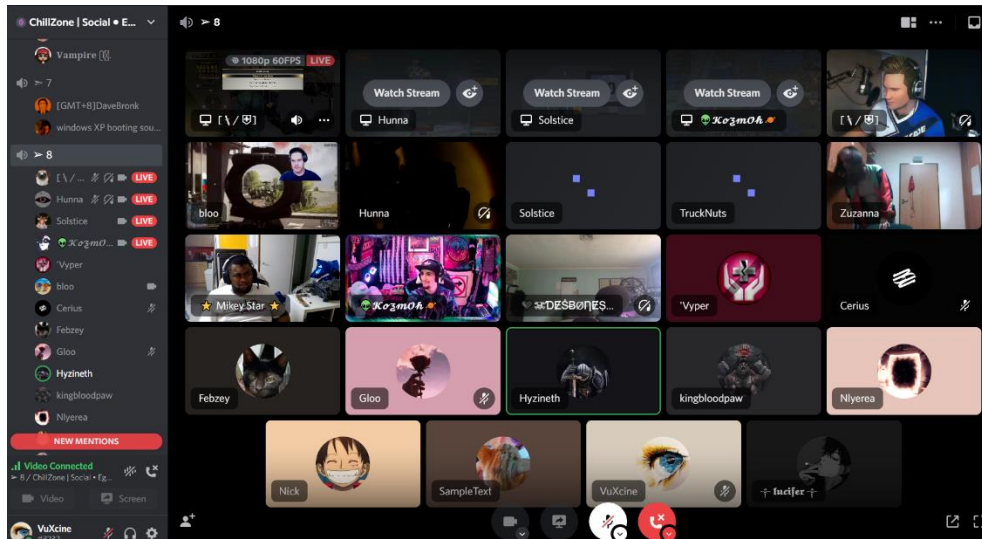 ChillZone | Social • E...
Vampire
➢ 7
[GMT+8]DaveBronk
windows XP booting sou...
➢ 8
[ \ / ... LIVE
Hunna LIVE
Solstice LIVE
𝓚𝓸𝔃𝓶𝓞... LIVE
'Vyper
bloo
Cerius
Febzey
Gloo
Hyzineth
kingbloodpaw
Nlyerea
NEW MENTIONS
Video Connected
➢ 8 / ChillZone | Social • Eg...
Video Screen
VuXcine
➢ 8
1080p 60FPS LIVE
[ \ / ]
Watch Stream
Hunna
Watch Stream
Solstice
Watch Stream
𝓚𝓸𝔃𝓶𝓞𝓱
[ \ / ]
bloo
Hunna
Solstice
TruckNuts
Zuzanna
⭐ Mikey Star ⭐
𝓚𝓸𝔃𝓶𝓞𝓱
'Vyper
Cerius
Febzey
Gloo
Hyzineth
kingbloodpaw
Nlyerea
Nick
SampleText
VuXcine
𝖑𝖚𝖈𝖎𝖋𝖊𝖗